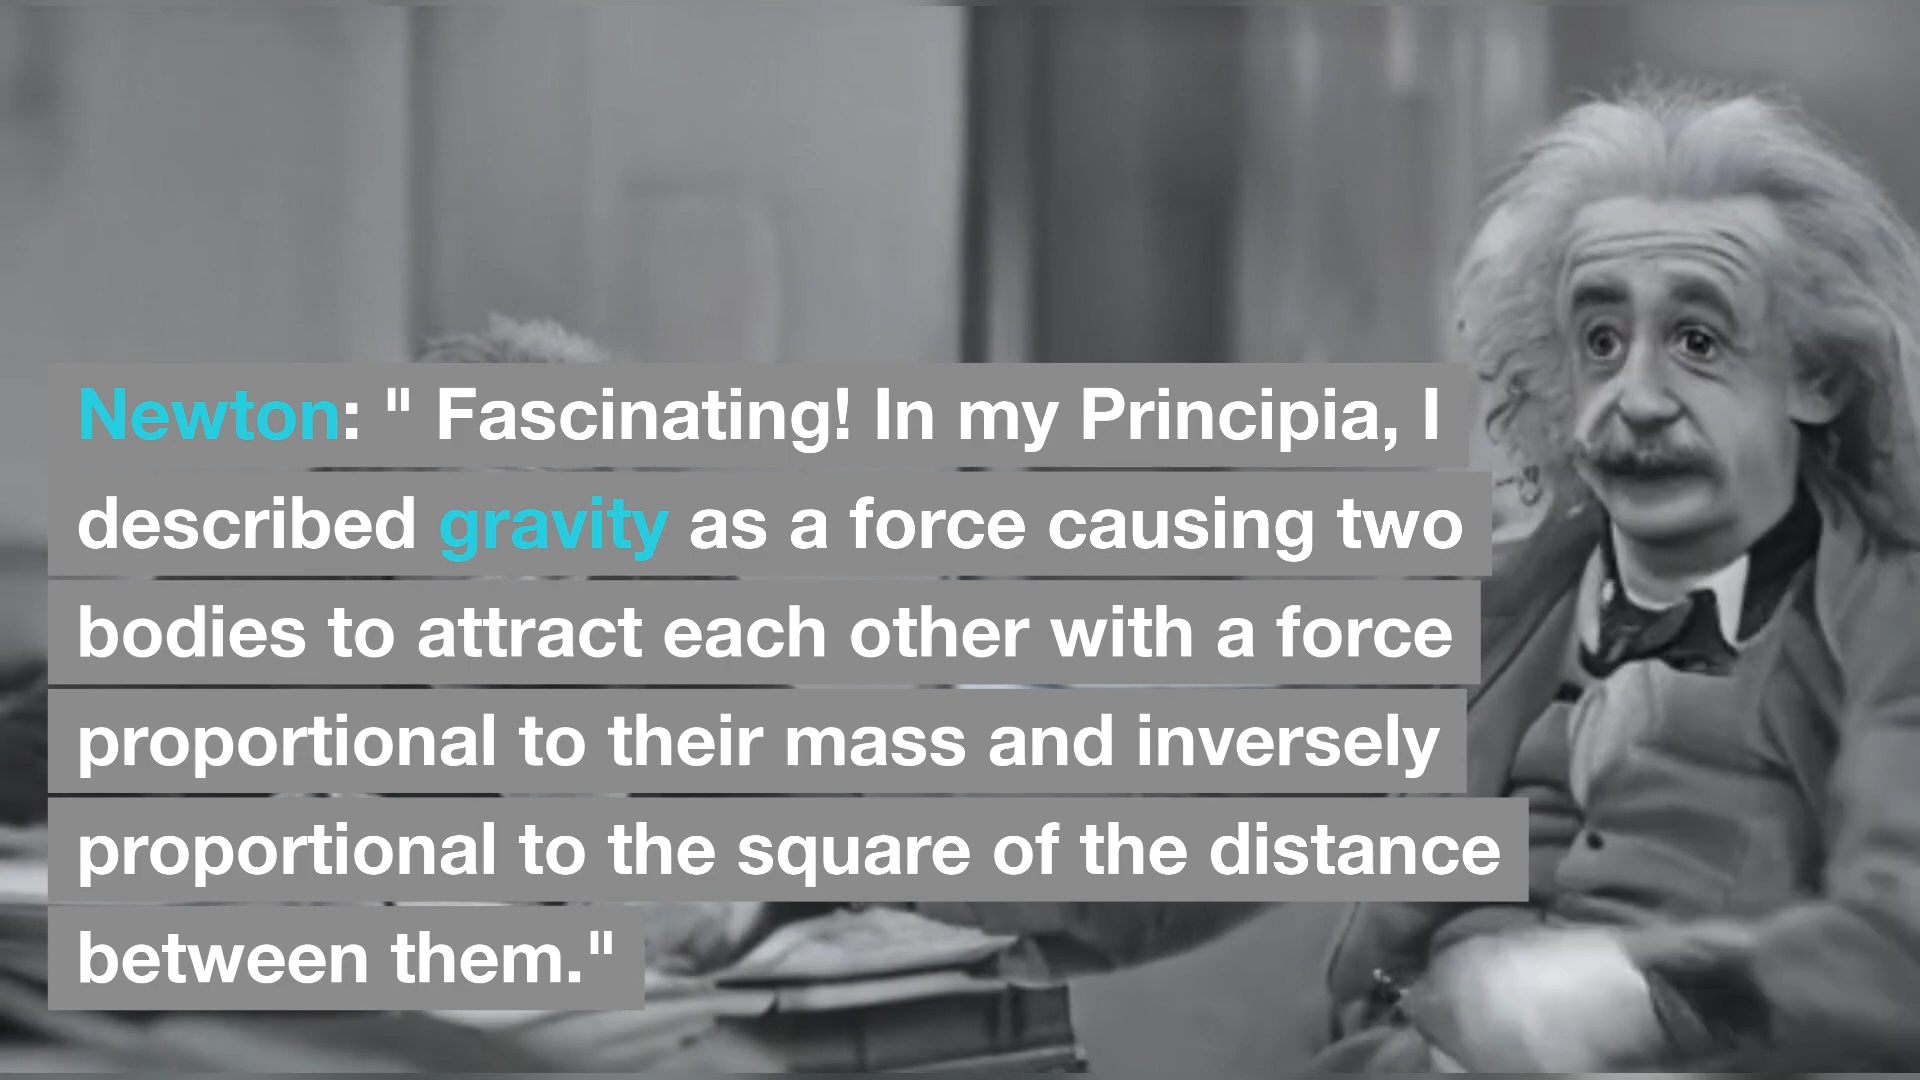 Newton: " Fascinating! In my Principia, I
described gravity as a force causing two
bodies to attract each other with a force
proportional to their mass and inversely
proportional to the square of the distance
between them."